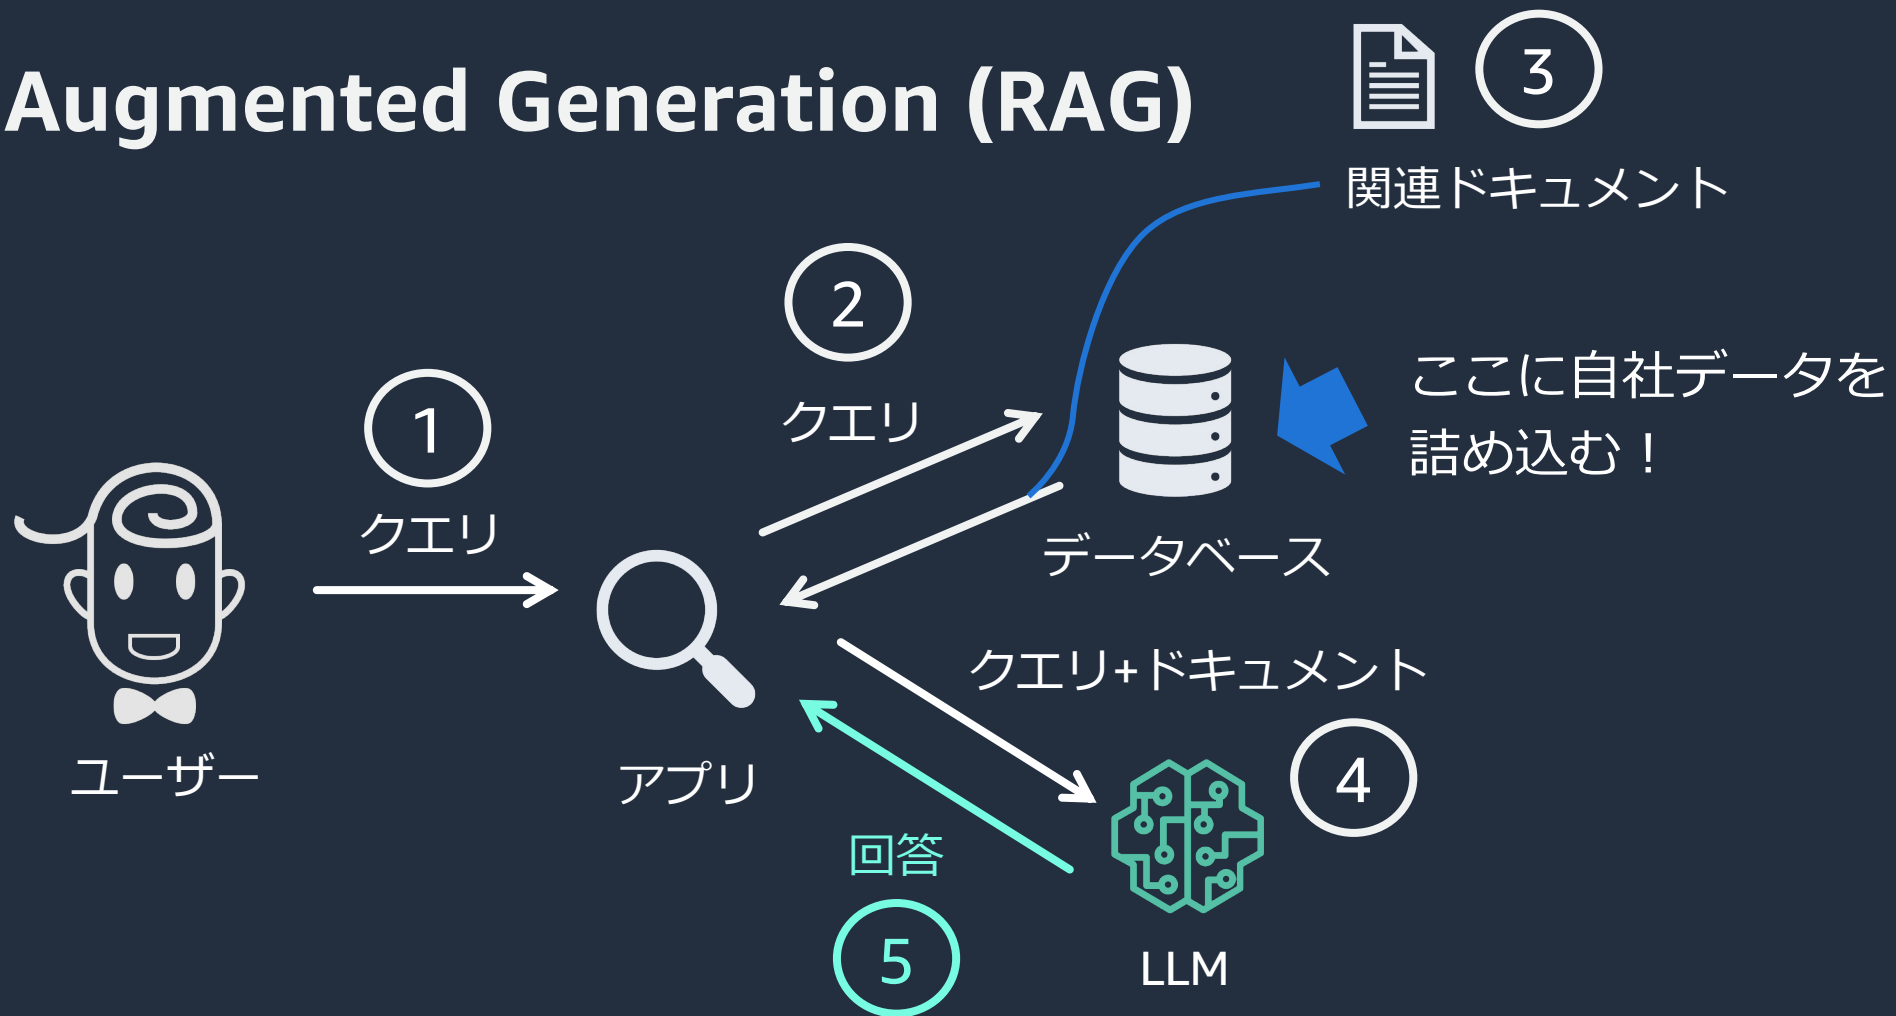 Augmented Generation (RAG)
3
関連ドキュメント
2
クエリ
1
クエリ
ここに自社データを
詰め込む！
データベース
クエリ+ドキュメント
4
ユーザー
アプリ
回答
5
LLM